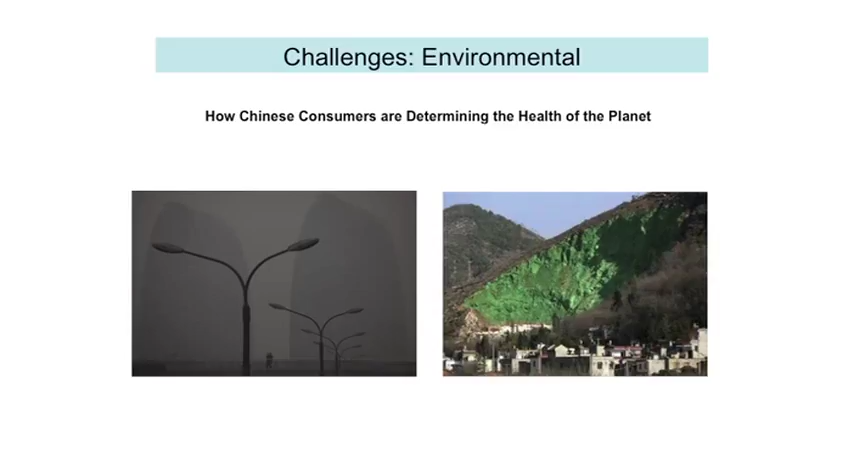 Challenges: Environmental
How Chinese Consumers are Determining the Health of the Planet